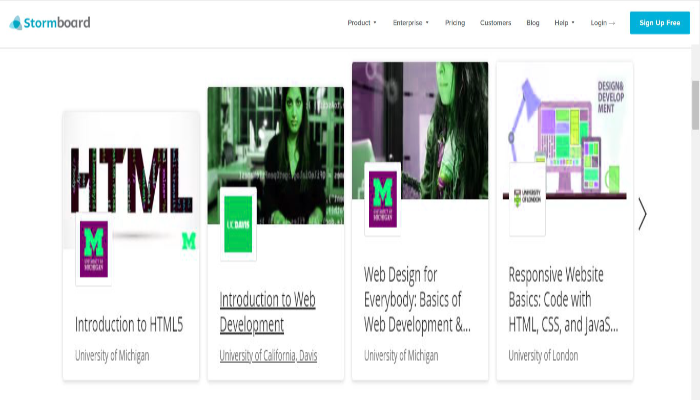 Stormboard
Product
Enterprise
Pricing
Customers
Blog
Help
Login →
Sign Up Free
HTML
M
UNIVERSITY OF
MICHIGAN
M
Introduction to HTML5
University of Michigan
UCDAVIS
Introduction to Web
Development
University of California, Davis
M
UNIVERSITY OF
MICHIGAN
Web Design for
Everybody: Basics of
Web Development &...
University of Michigan
DESIGN&
DEVELOP
MENT
UNIVERSITY
OF LONDON
Responsive Website
Basics: Code with
HTML, CSS, and JavaS...
University of London